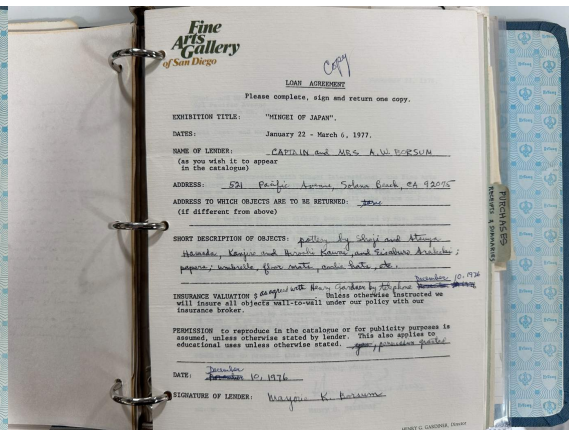 Fine
Arts
Gallery
of San Diego
Copy
LOAN AGREEMENT
Please complete, sign and return one copy.
EXHIBITION TITLE: "MINGEI OF JAPAN".
DATES: January 22 - March 6, 1977.
NAME OF LENDER: CAPTAIN and MRS A.W. BORSUM
(as you wish it to appear
in the catalogue)
ADDRESS: 521 Pacific Avenue, Solana Beach, CA 92075
ADDRESS TO WHICH OBJECTS ARE TO BE RETURNED: same
(if different from above)
SHORT DESCRIPTION OF OBJECTS: pottery by Shoji and Atsuya
Hamada, Kanjiro and Hiroshi Kawai, and Eisaburo Arakaki;
papers; umbrella, floor mats, hats, etc.
December 10, 1976
INSURANCE VALUATION as agreed with Henry Gardiner by telephone
Unless otherwise instructed we
will insure all objects wall-to-wall under our policy with our
insurance broker.
PERMISSION to reproduce in the catalogue or for publicity purposes is
assumed, unless otherwise stated by lender. This also applies to
educational uses unless otherwise stated. permission granted
December
DATE: 10, 1976
SIGNATURE OF LENDER: Marjorie K. Borsum
HENRY G. GARDINER, Director
PURCHASES
RECEIPTS &